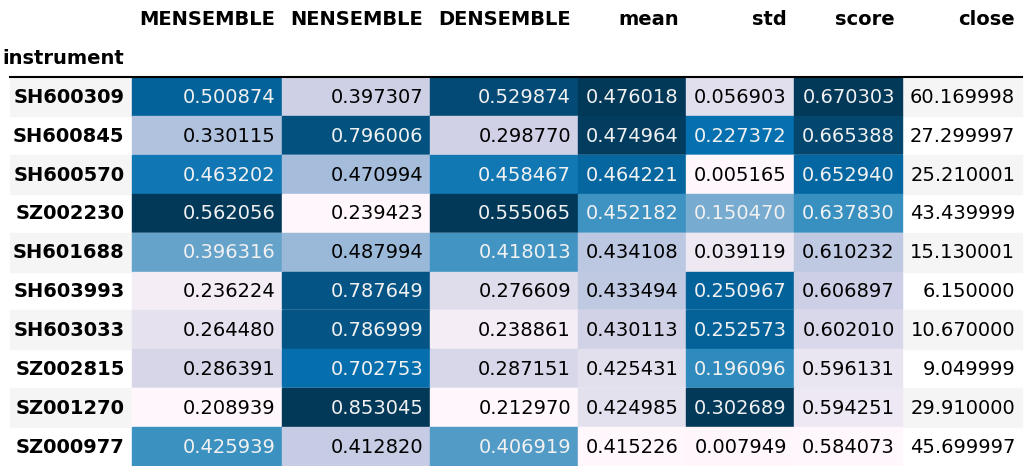 MENSEMBLE NENSEMBLE DENSEMBLE mean std score close
instrument
SH600309 0.500874 0.397307 0.529874 0.476018 0.056903 0.670303 60.169998
SH600845 0.330115 0.796006 0.298770 0.474964 0.227372 0.665388 27.299997
SH600570 0.463202 0.470994 0.458467 0.464221 0.005165 0.652940 25.210001
SZ002230 0.562056 0.239423 0.555065 0.452182 0.150470 0.637830 43.439999
SH601688 0.396316 0.487994 0.418013 0.434108 0.039119 0.610232 15.130001
SH603993 0.236224 0.787649 0.276609 0.433494 0.250967 0.606897 6.150000
SH603033 0.264480 0.786999 0.238861 0.430113 0.252573 0.602010 10.670000
SZ002815 0.286391 0.702753 0.287151 0.425431 0.196096 0.596131 9.049999
SZ001270 0.208939 0.853045 0.212970 0.424985 0.302689 0.594251 29.910000
SZ000977 0.425939 0.412820 0.406919 0.415226 0.007949 0.584073 45.699997